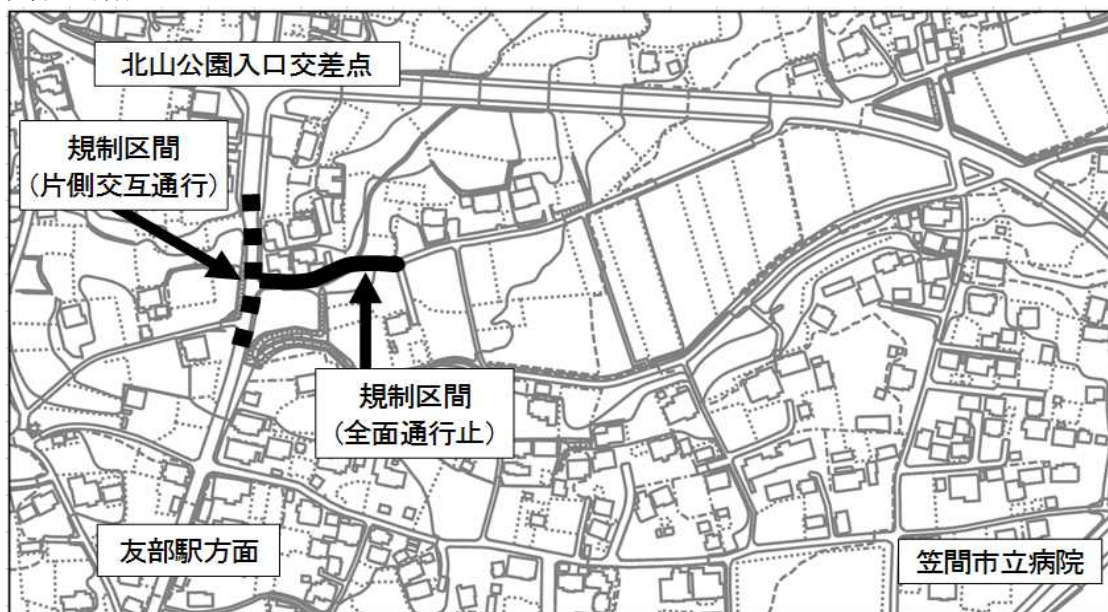 北山公園入口交差点
規制区間
（片側交互通行）
規制区間
（全面通行止）
友部駅方面
笠間市立病院